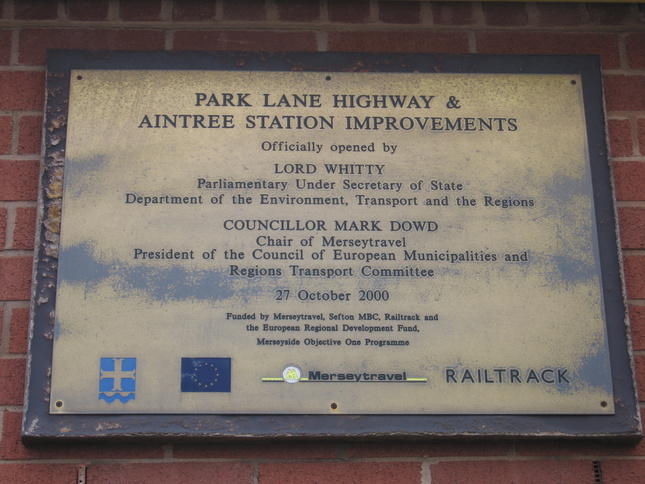 PARK LANE HIGHWAY &
AINTREE STATION IMPROVEMENTS
Officially opened by
LORD WHITTY
Parliamentary Under Secretary of State
Department of the Environment, Transport and the Regions
COUNCILLOR MARK DOWD
Chair of Merseytravel
President of the Council of European Municipalities and
Regions Transport Committee
27 October 2000
Funded by Merseytravel, Sefton MBC, Railtrack and
the European Regional Development Fund,
Merseyside Objective One Programme
Merseytravel RAILTRACK